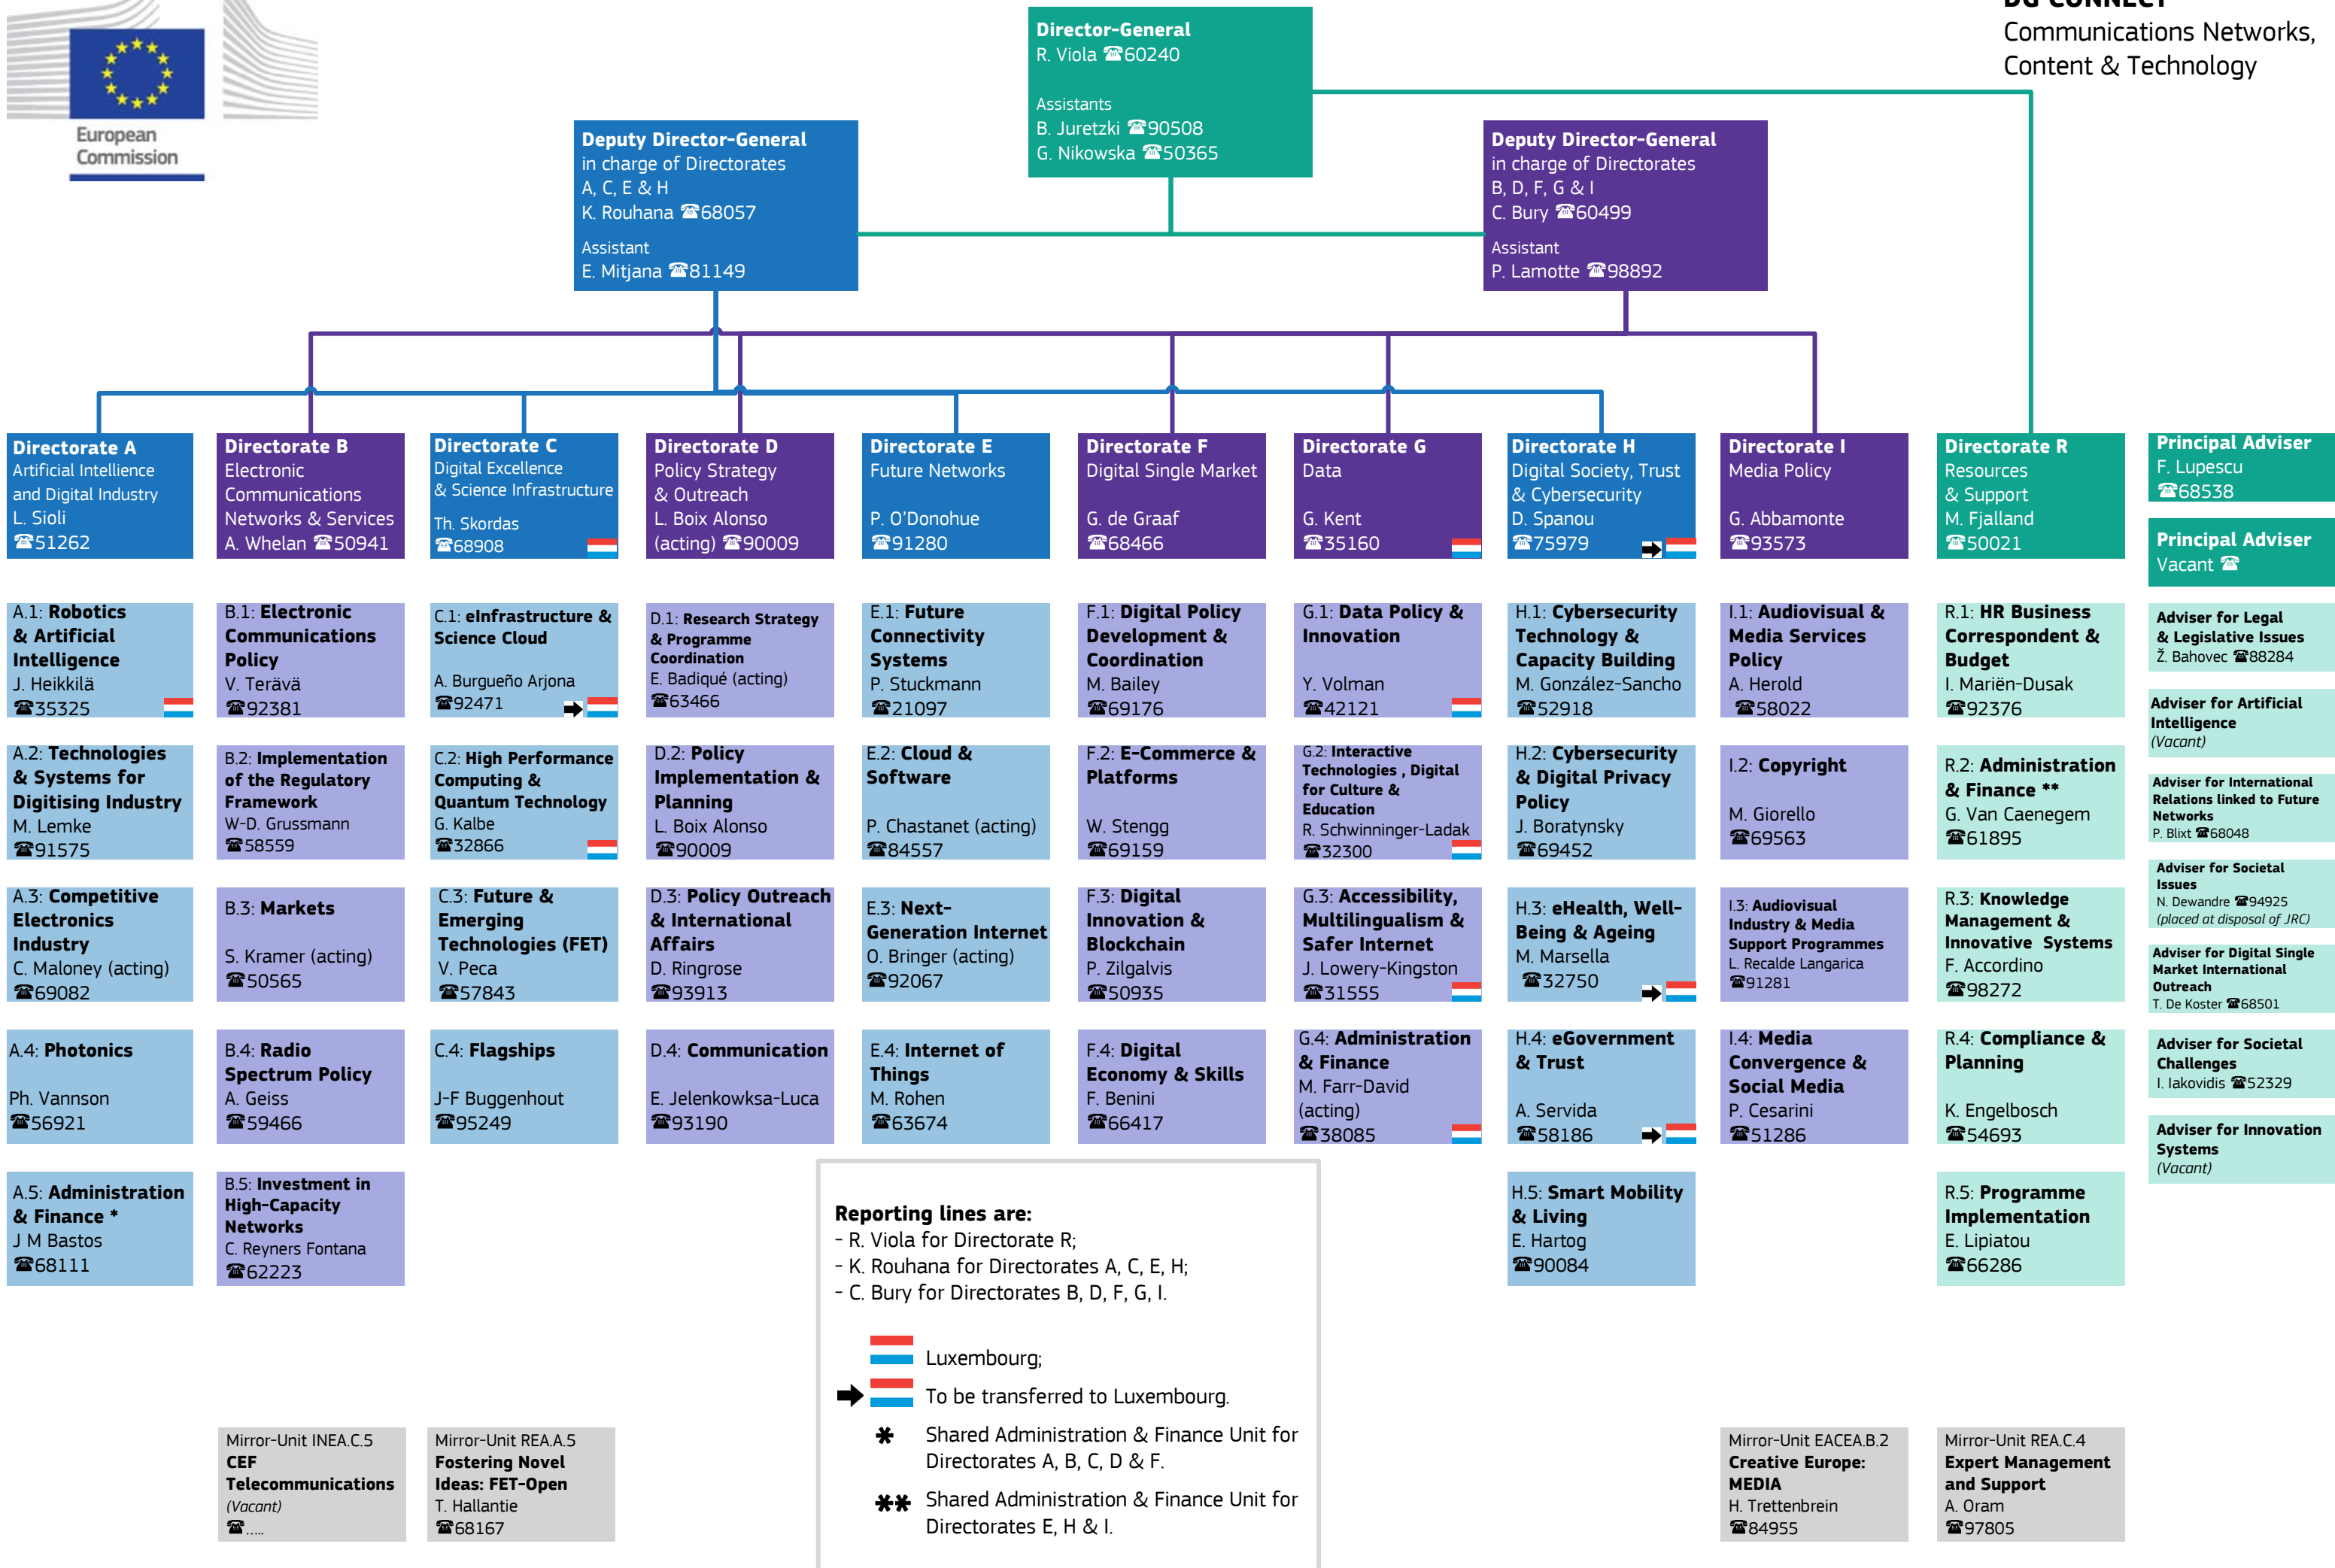 European
Commission
DG CONNECT
Communications Networks,
Content & Technology
Director-General
R. Viola ☎60240
Assistants
B. Juretzki ☎90508
G. Nikowska ☎50365
Deputy Director-General
in charge of Directorates
A, C, E & H
K. Rouhana ☎68057
Assistant
E. Mitjana ☎81149
Deputy Director-General
in charge of Directorates
B, D, F, G & I
C. Bury ☎60499
Assistant
P. Lamotte ☎98892
Directorate A
Artificial Intellience
and Digital Industry
L. Sioli
☎51262
Directorate B
Electronic
Communications
Networks & Services
A. Whelan ☎50941
Directorate C
Digital Excellence
& Science Infrastructure
Th. Skordas
☎68908
Directorate D
Policy Strategy
& Outreach
L. Boix Alonso
(acting) ☎90009
Directorate E
Future Networks
P. O'Donohue
☎91280
Directorate F
Digital Single Market
G. de Graaf
☎68466
Directorate G
Data
G. Kent
☎35160
Directorate H
Digital Society, Trust
& Cybersecurity
D. Spanou
☎75979
Directorate I
Media Policy
G. Abbamonte
☎93573
Directorate R
Resources
& Support
M. Fjalland
☎50021
Principal Adviser
F. Lupescu
☎68538
Principal Adviser
Vacant ☎
A.1: Robotics
& Artificial
Intelligence
J. Heikkilä
☎35325
B.1: Electronic
Communications
Policy
V. Terävä
☎92381
C.1: eInfrastructure &
Science Cloud
A. Burgueño Arjona
☎92471
D.1: Research Strategy
& Programme
Coordination
E. Badiqué (acting)
☎63466
E.1: Future
Connectivity
Systems
P. Stuckmann
☎21097
F.1: Digital Policy
Development &
Coordination
M. Bailey
☎69176
G.1: Data Policy &
Innovation
Y. Volman
☎42121
H.1: Cybersecurity
Technology &
Capacity Building
M. González-Sancho
☎52918
I.1: Audiovisual &
Media Services
Policy
A. Herold
☎58022
R.1: HR Business
Correspondent &
Budget
I. Mariën-Dusak
☎92376
Adviser for Legal
& Legislative Issues
Ž. Bahovec ☎88284
Adviser for Artificial
Intelligence
(Vacant)
A.2: Technologies
& Systems for
Digitising Industry
M. Lemke
☎91575
B.2: Implementation
of the Regulatory
Framework
W-D. Grussmann
☎58559
C.2: High Performance
Computing &
Quantum Technology
G. Kalbe
☎32866
D.2: Policy
Implementation &
Planning
L. Boix Alonso
☎90009
E.2: Cloud &
Software
P. Chastanet (acting)
☎84557
F.2: E-Commerce &
Platforms
W. Stengg
☎69159
G.2: Interactive
Technologies , Digital
for Culture &
Education
R. Schwinninger-Ladak
☎32300
H.2: Cybersecurity
& Digital Privacy
Policy
J. Boratynsky
☎69452
I.2: Copyright
M. Giorello
☎69563
R.2: Administration
& Finance **
G. Van Caenegem
☎61895
Adviser for International
Relations linked to Future
Networks
P. Blixt ☎68048
A.3: Competitive
Electronics
Industry
C. Maloney (acting)
☎69082
B.3: Markets
S. Kramer (acting)
☎50565
C.3: Future &
Emerging
Technologies (FET)
V. Peca
☎57843
D.3: Policy Outreach
& International
Affairs
D. Ringrose
☎93913
E.3: Next-
Generation Internet
O. Bringer (acting)
☎92067
F.3: Digital
Innovation &
Blockchain
P. Zilgalvis
☎50935
G.3: Accessibility,
Multilingualism &
Safer Internet
J. Lowery-Kingston
☎31555
H.3: eHealth, Well-
Being & Ageing
M. Marsella
☎32750
I.3: Audiovisual
Industry & Media
Support Programmes
L. Recalde Langarica
☎91281
R.3: Knowledge
Management &
Innovative Systems
F. Accordino
☎98272
Adviser for Societal
Issues
N. Dewandre ☎94925
(placed at disposal of JRC)
Adviser for Digital Single
Market International
Outreach
T. De Koster ☎68501
A.4: Photonics
Ph. Vannson
☎56921
B.4: Radio
Spectrum Policy
A. Geiss
☎59466
C.4: Flagships
J-F Buggenhout
☎95249
D.4: Communication
E. Jelenkowksa-Luca
☎93190
E.4: Internet of
Things
M. Rohen
☎63674
F.4: Digital
Economy & Skills
F. Benini
☎66417
G.4: Administration
& Finance
M. Farr-David
(acting)
☎38085
H.4: eGovernment
& Trust
A. Servida
☎58186
I.4: Media
Convergence &
Social Media
P. Cesarini
☎51286
R.4: Compliance &
Planning
K. Engelbosch
☎54693
Adviser for Societal
Challenges
I. Iakovidis ☎52329
Adviser for Innovation
Systems
(Vacant)
A.5: Administration
& Finance *
J M Bastos
☎68111
B.5: Investment in
High-Capacity
Networks
C. Reyners Fontana
☎62223
H.5: Smart Mobility
& Living
E. Hartog
☎90084
R.5: Programme
Implementation
E. Lipiatou
☎66286
Reporting lines are:
- R. Viola for Directorate R;
- K. Rouhana for Directorates A, C, E, H;
- C. Bury for Directorates B, D, F, G, I.
Luxembourg;
To be transferred to Luxembourg.
* Shared Administration & Finance Unit for
Directorates A, B, C, D & F.
** Shared Administration & Finance Unit for
Directorates E, H & I.
Mirror-Unit INEA.C.5
CEF
Telecommunications
(Vacant)
☎.....
Mirror-Unit REA.A.5
Fostering Novel
Ideas: FET-Open
T. Hallantie
☎68167
Mirror-Unit EACEA.B.2
Creative Europe:
MEDIA
H. Trettenbrein
☎84955
Mirror-Unit REA.C.4
Expert Management
and Support
A. Oram
☎97805